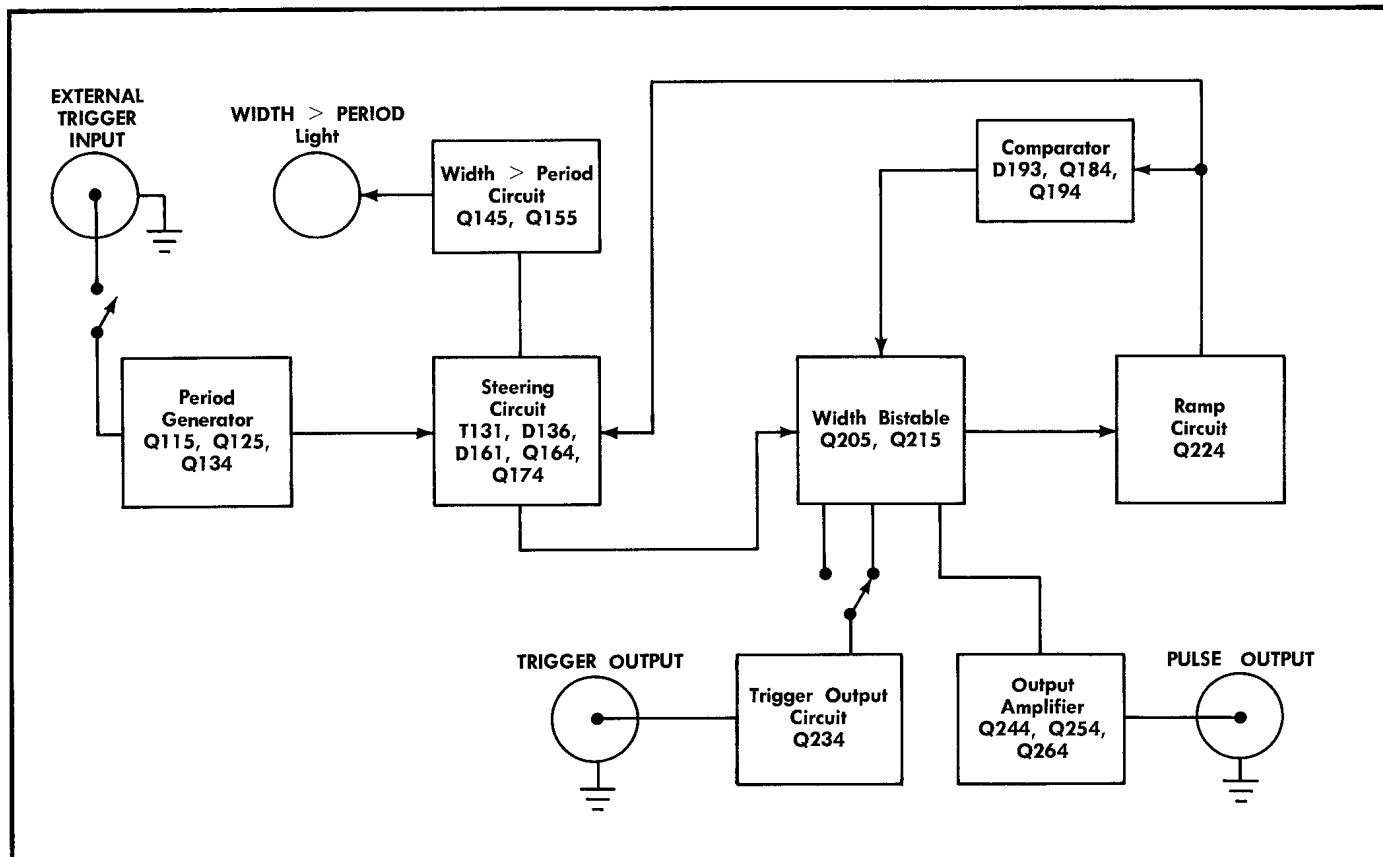 EXTERNAL
TRIGGER
INPUT
WIDTH > PERIOD
Light
Width > Period
Circuit
Q145, Q155
Comparator
D193, Q184,
Q194
Period
Generator
Q115, Q125,
Q134
Steering
Circuit
T131, D136,
D161, Q164,
Q174
Width Bistable
Q205, Q215
Ramp
Circuit
Q224
TRIGGER OUTPUT
Trigger Output
Circuit
Q234
Output
Amplifier
Q244, Q254,
Q264
PULSE OUTPUT